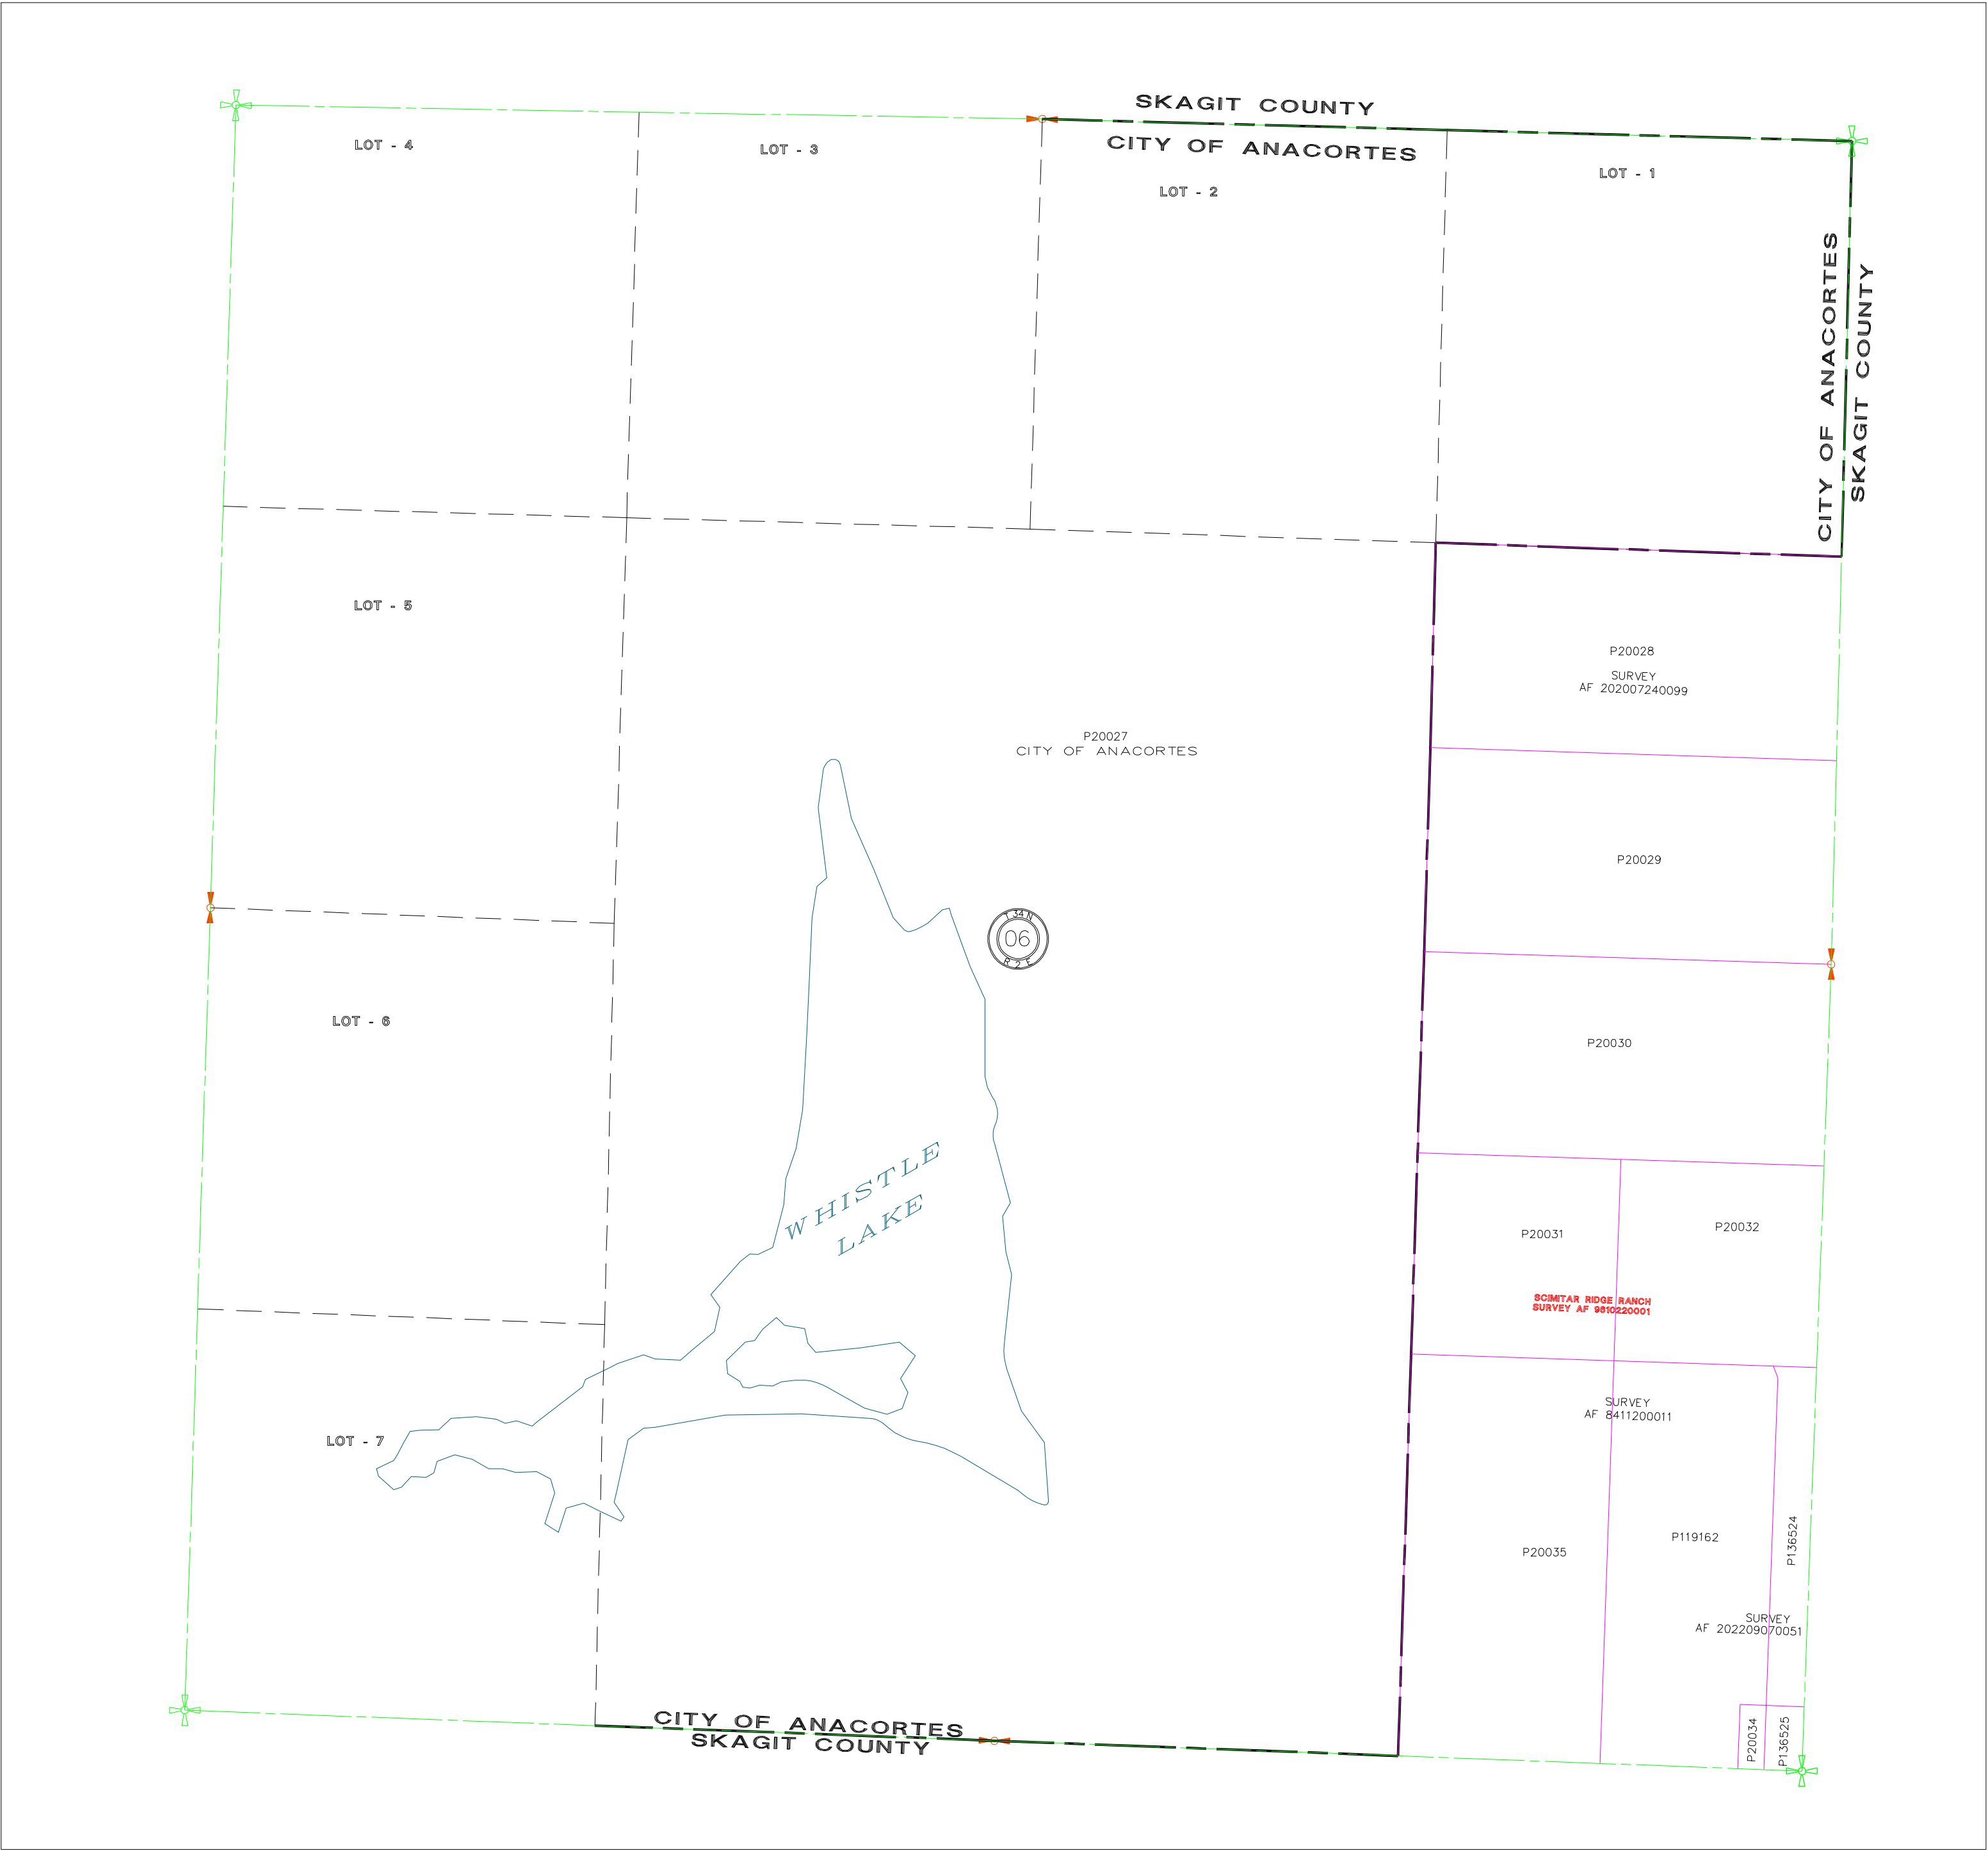 SKAGIT COUNTY
CITY OF ANACORTES
LOT - 4
LOT - 3
LOT - 2
LOT - 1
CITY OF ANACORTES
SKAGIT COUNTY
LOT - 5
P20028
SURVEY
AF 202007240099
P20027
CITY OF ANACORTES
P20029
T 34 N
06
R 2 E
LOT - 6
P20030
WHISTLE
LAKE
P20031
P20032
SCIMITAR RIDGE RANCH
SURVEY AF 9810220001
SURVEY
AF 8411200011
LOT - 7
P20035
P119162
P136524
SURVEY
AF 202209070051
P20034
P136525
CITY OF ANACORTES
SKAGIT COUNTY